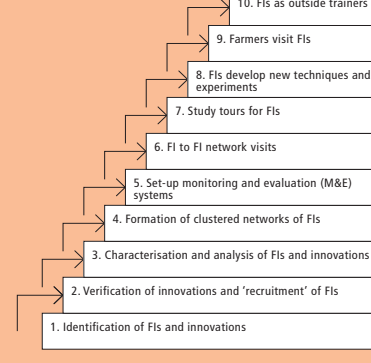 10. FIs as outside trainers
9. Farmers visit FIs
8. FIs develop new techniques and
experiments
7. Study tours for FIs
6. FI to FI network visits
5. Set-up monitoring and evaluation (M&E)
systems
4. Formation of clustered networks of FIs
3. Characterisation and analysis of FIs and innovations
2. Verification of innovations and 'recruitment' of FIs
1. Identification of FIs and innovations